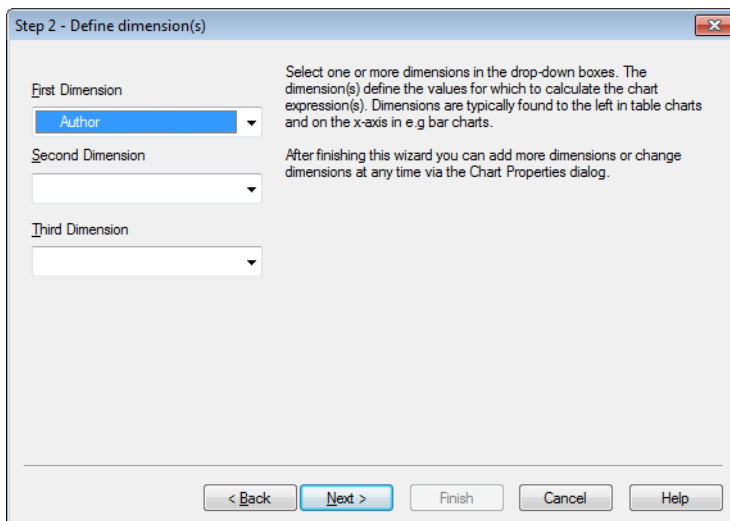 Step 2 - Define dimension(s)
First Dimension
Author
Second Dimension
Third Dimension
Select one or more dimensions in the drop-down boxes. The
dimension(s) define the values for which to calculate the chart
expression(s). Dimensions are typically found to the left in table charts
and on the x-axis in e.g bar charts.
After finishing this wizard you can add more dimensions or change
dimensions at any time via the Chart Properties dialog.
< Back
Next >
Finish
Cancel
Help